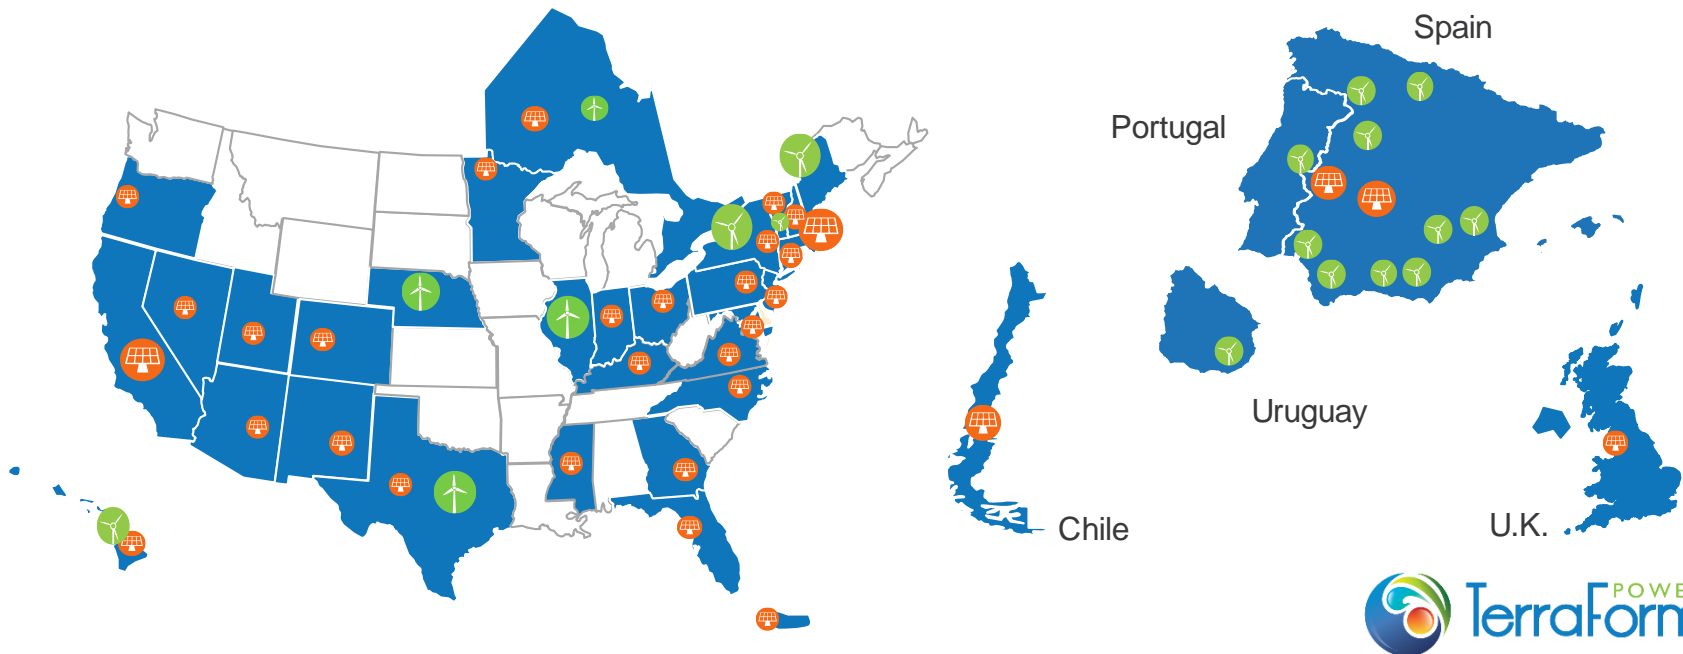 Spain
Portugal
Uruguay
Chile
U.K.
POWE
TerraForm